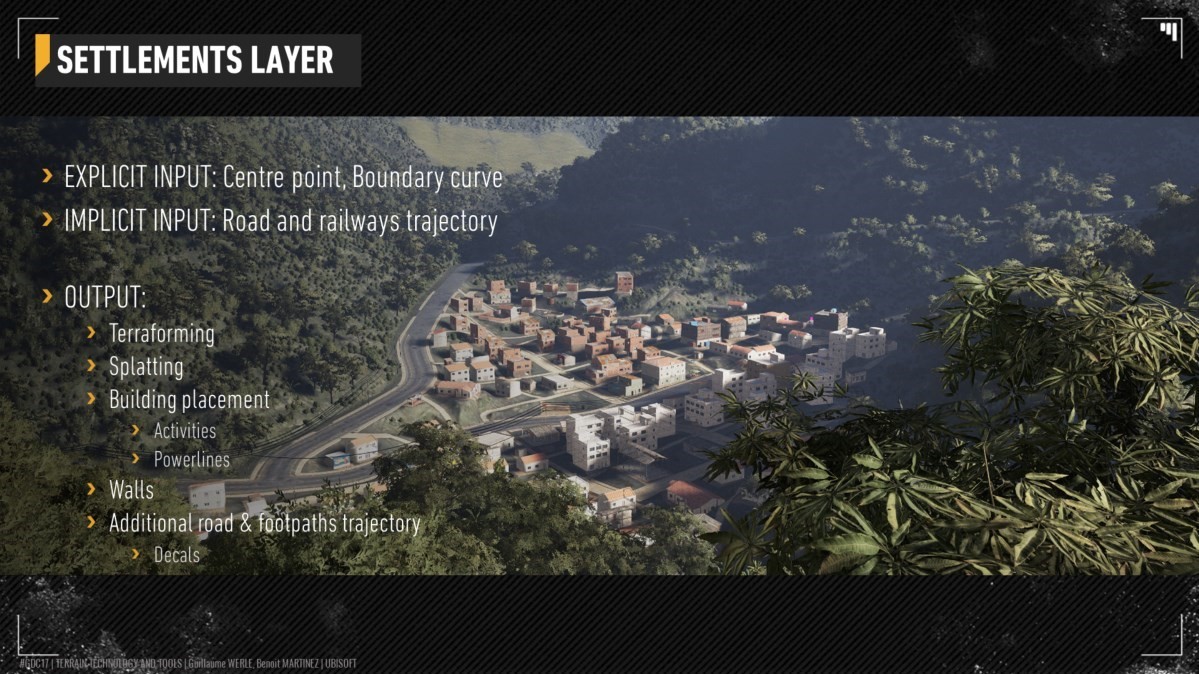 SETTLEMENTS LAYER
EXPLICIT INPUT: Centre point, Boundary curve
IMPLICIT INPUT: Road and railways trajectory
OUTPUT:
Terraforming
Splatting
Building placement
Activities
Powerlines
Walls
Additional road & footpaths trajectory
Decals
#GDC17 | TERRAIN TECHNOLOGY AND TOOLS | Guillaume WERLE, Benoit MARTINEZ | UBISOFT